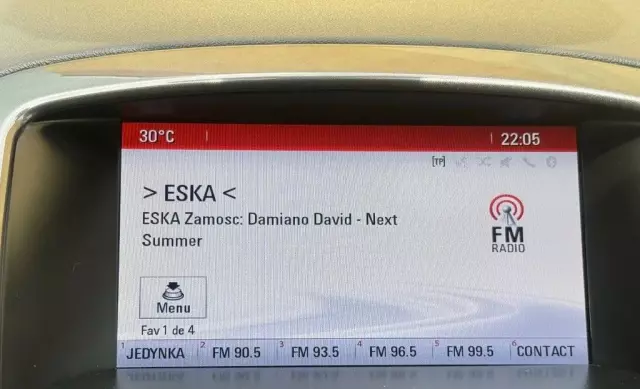 30°C 22:05
[TP]
> ESKA <
ESKA Zamosc: Damiano David - Next
Summer
FM
RADIO
Menu
Fav 1 de 4
1 JEDYNKA 2 FM 90.5 3 FM 93.5 4 FM 96.5 5 FM 99.5 6 CONTACT